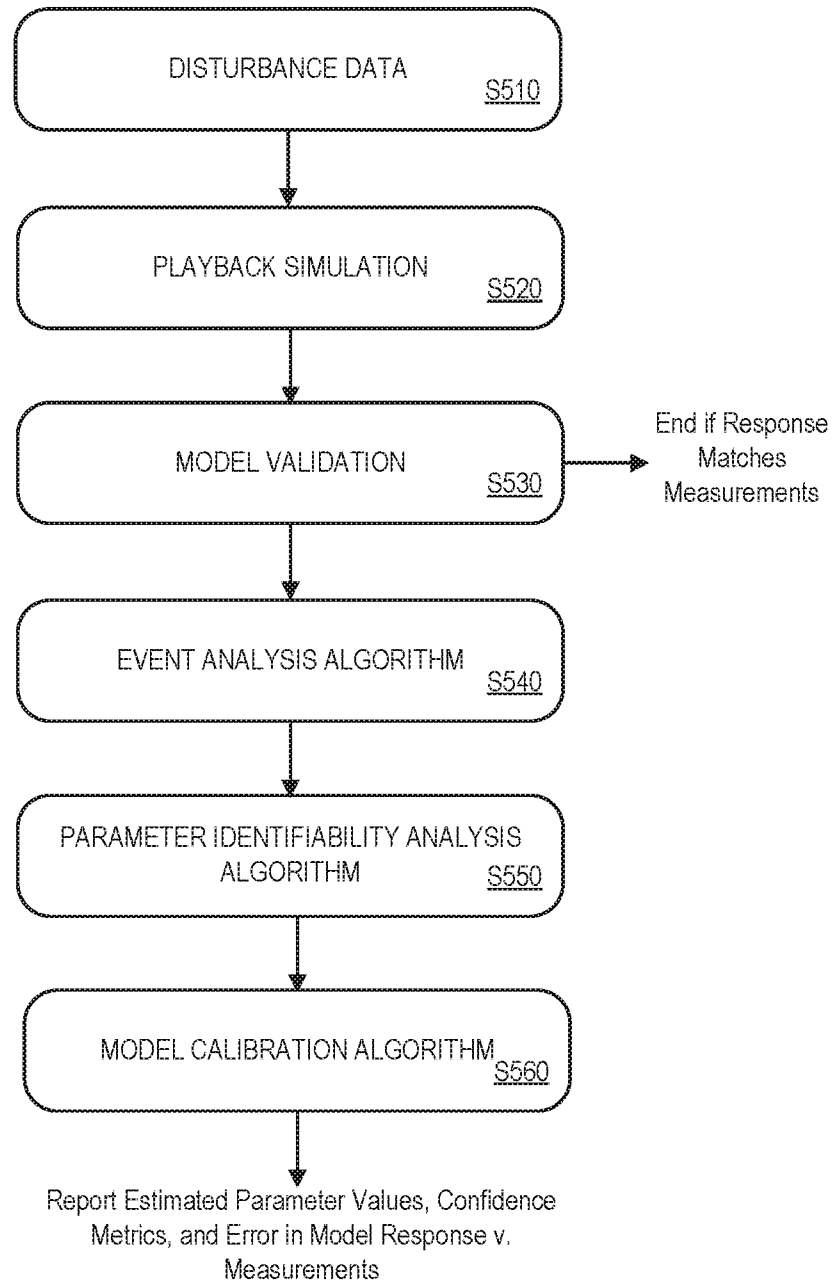 DISTURBANCE DATA
S510
PLAYBACK SIMULATION
S520
MODEL VALIDATION
S530
End if Response
Matches
Measurements
EVENT ANALYSIS ALGORITHM
S540
PARAMETER IDENTIFIABILITY ANALYSIS
ALGORITHM
S550
MODEL CALIBRATION ALGORITHM
S560
Report Estimated Parameter Values, Confidence
Metrics, and Error in Model Response v.
Measurements